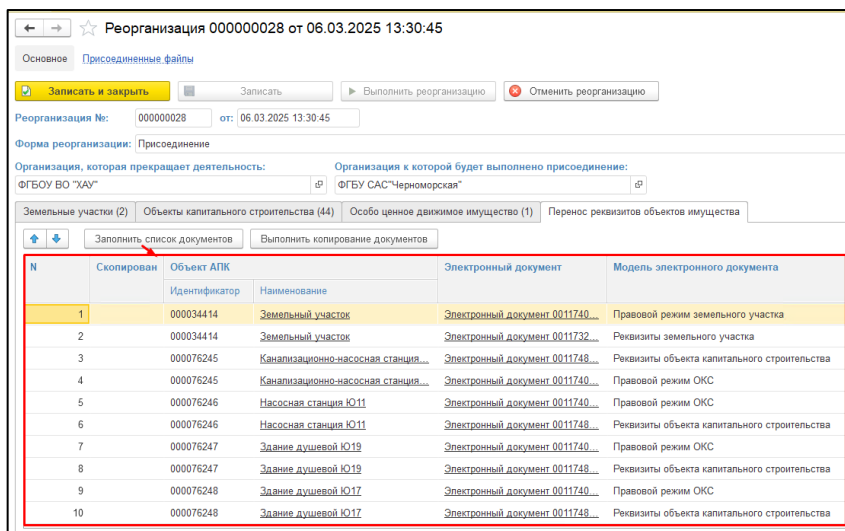 Реорганизация 000000028 от 06.03.2025 13:30:45
Основное Присоединенные файлы
Записать и закрыть Записать Выполнить реорганизацию Отменить реорганизацию
Реорганизация №: 000000028 от: 06.03.2025 13:30:45
Форма реорганизации: Присоединение
Организация, которая прекращает деятельность: Организация к которой будет выполнено присоединение:
ФГБОУ ВО "ХАУ" ФГБУ САС"Черноморская"
Земельные участки (2) Объекты капитального строительства (44) Особо ценное движимое имущество (1) Перенос реквизитов объектов имущества
Заполнить список документов Выполнить копирование документов
N Скопирован Объект АПК Электронный документ Модель электронного документа
Идентификатор Наименование
1 000034414 Земельный участок Электронный документ 0011740... Правовой режим земельного участка
2 000034414 Земельный участок Электронный документ 0011732... Реквизиты земельного участка
3 000076245 Канализационно-насосная станция... Электронный документ 0011748... Реквизиты объекта капитального строительства
4 000076245 Канализационно-насосная станция... Электронный документ 0011740... Правовой режим ОКС
5 000076246 Насосная станция Ю11 Электронный документ 0011740... Правовой режим ОКС
6 000076246 Насосная станция Ю11 Электронный документ 0011748... Реквизиты объекта капитального строительства
7 000076247 Здание душевой Ю19 Электронный документ 0011740... Правовой режим ОКС
8 000076247 Здание душевой Ю19 Электронный документ 0011748... Реквизиты объекта капитального строительства
9 000076248 Здание душевой Ю17 Электронный документ 0011740... Правовой режим ОКС
10 000076248 Здание душевой Ю17 Электронный документ 0011748... Реквизиты объекта капитального строительства